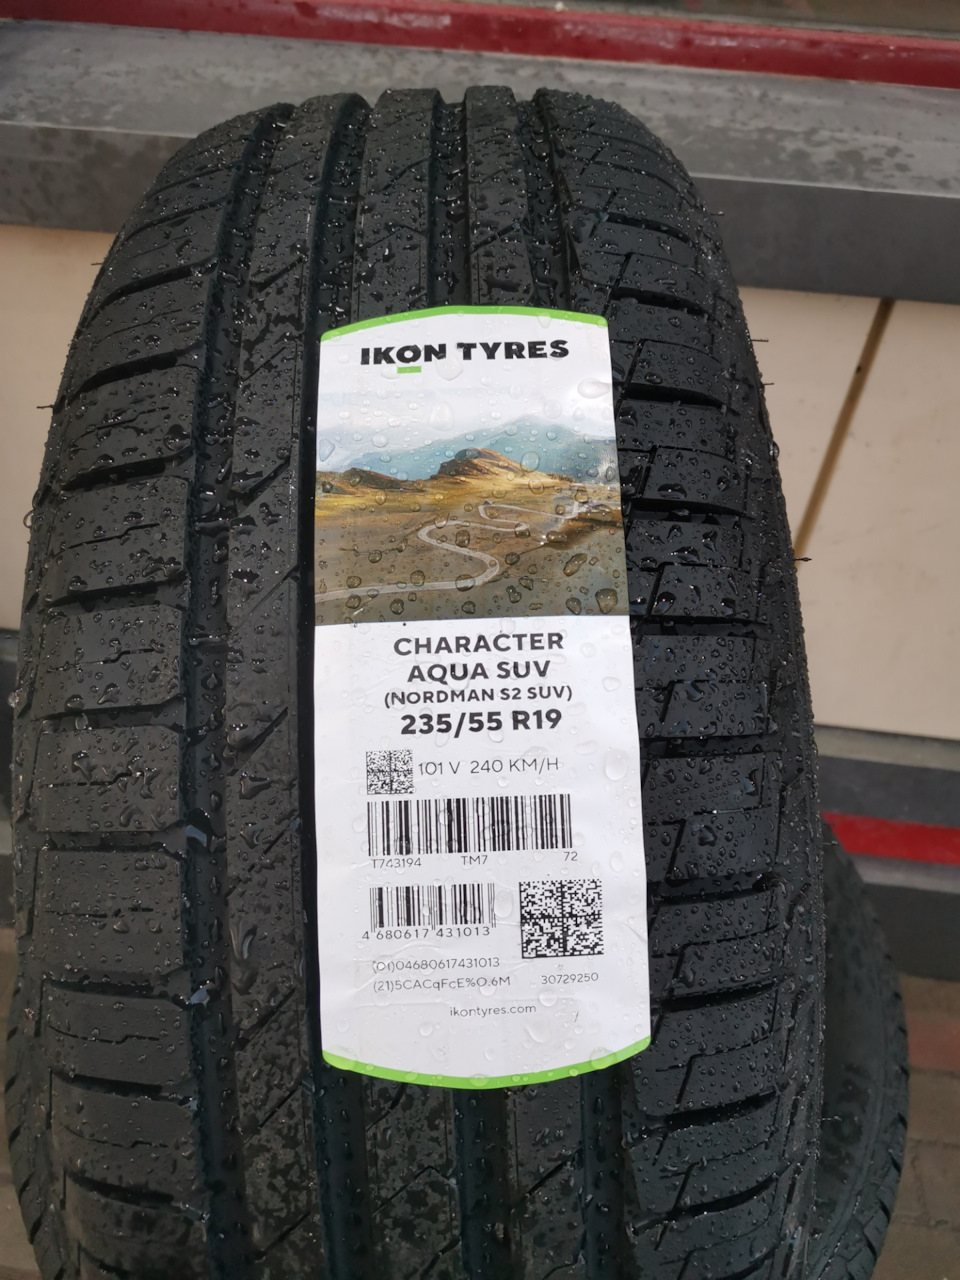 IKON TYRES
CHARACTER
AQUA SUV
(NORDMAN S2 SUV)
235/55 R19
101 V 240 KM/H
T743194 TM7 72
4 680617 431013
(01)04680617431013
(21)5CACqFcE%O.6M 30729250
ikontyres.com